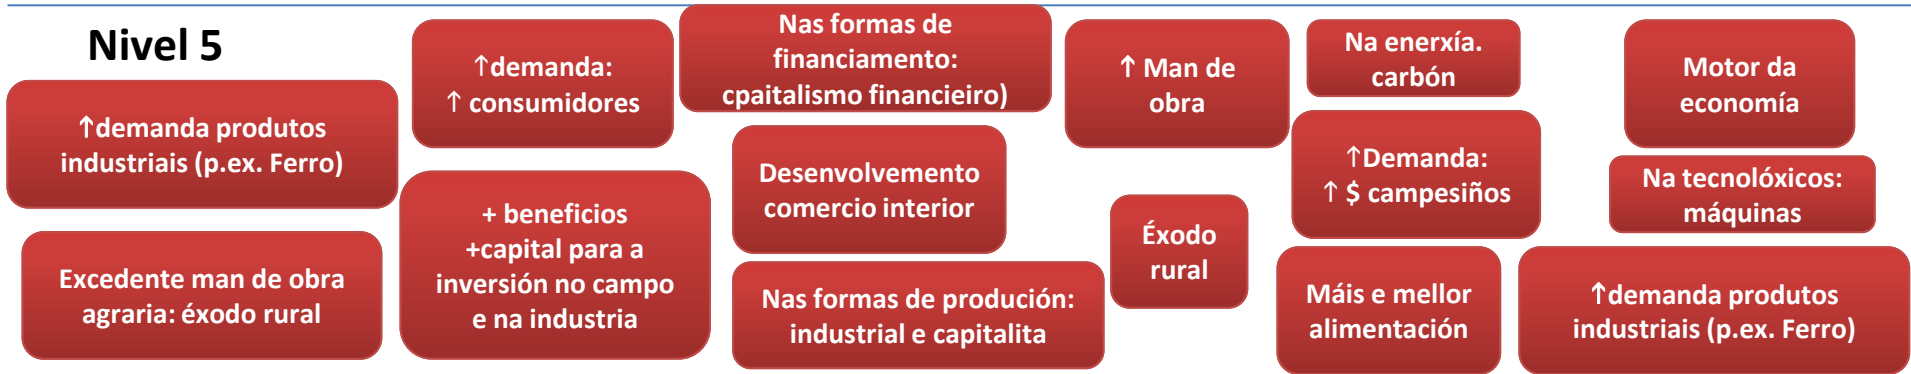 Nivel 5
↑demanda produtos
industriais (p.ex. Ferro)
Excedente man de obra
agraria: éxodo rural
↑demanda:
↑ consumidores
+ beneficios
+capital para a
inversión no campo
e na industria
Nas formas de
financiamento:
cpaitalismo financieiro)
Desenvolvemento
comercio interior
Nas formas de produción:
industrial e capitalita
↑ Man de
obra
Éxodo
rural
Na enerxía.
carbón
↑Demanda:
↑ $ campesiños
Máis e mellor
alimentación
Motor da
economía
Na tecnolóxicos:
máquinas
↑demanda produtos
industriais (p.ex. Ferro)